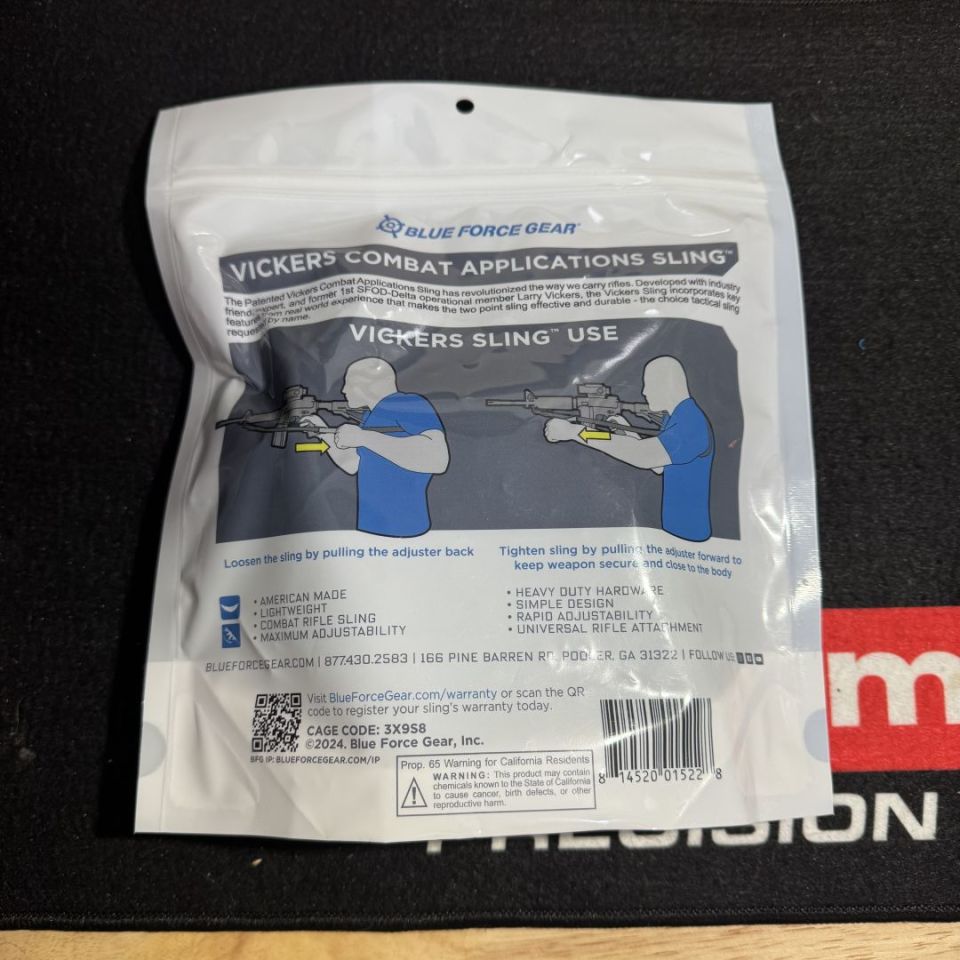 BLUE FORCE GEAR®
VICKERS COMBAT APPLICATIONS SLING™
The Patented Vickers Combat Applications Sling has revolutionized the way we carry rifles. Developed with industry
friend, expert, and former 1st SFOD-Delta operational member Larry Vickers, the Vickers Sling incorporates key
features from real world experience that makes the two point sling effective and durable - the choice tactical sling
requested by name.
VICKERS SLING™ USE
Loosen the sling by pulling the adjuster back
Tighten sling by pulling the adjuster forward to
keep weapon secure and close to the body
• AMERICAN MADE
• LIGHTWEIGHT
• COMBAT RIFLE SLING
• MAXIMUM ADJUSTABILITY
• HEAVY DUTY HARDWARE
• SIMPLE DESIGN
• RAPID ADJUSTABILITY
• UNIVERSAL RIFLE ATTACHMENT
BLUEFORCEGEAR.COM | 877.430.2583 | 166 PINE BARREN RD, POOLER, GA 31322 | FOLLOW US
Visit BlueForceGear.com/warranty or scan the QR
code to register your sling's warranty today.
CAGE CODE: 3X9S8
©2024. Blue Force Gear, Inc.
BFG IP: BLUEFORCEGEAR.COM/IP
Prop. 65 Warning for California Residents
WARNING: This product may contain
chemicals known to the State of California
to cause cancer, birth defects, or other
reproductive harm.
8 14520 01522 8
m
PRECISION